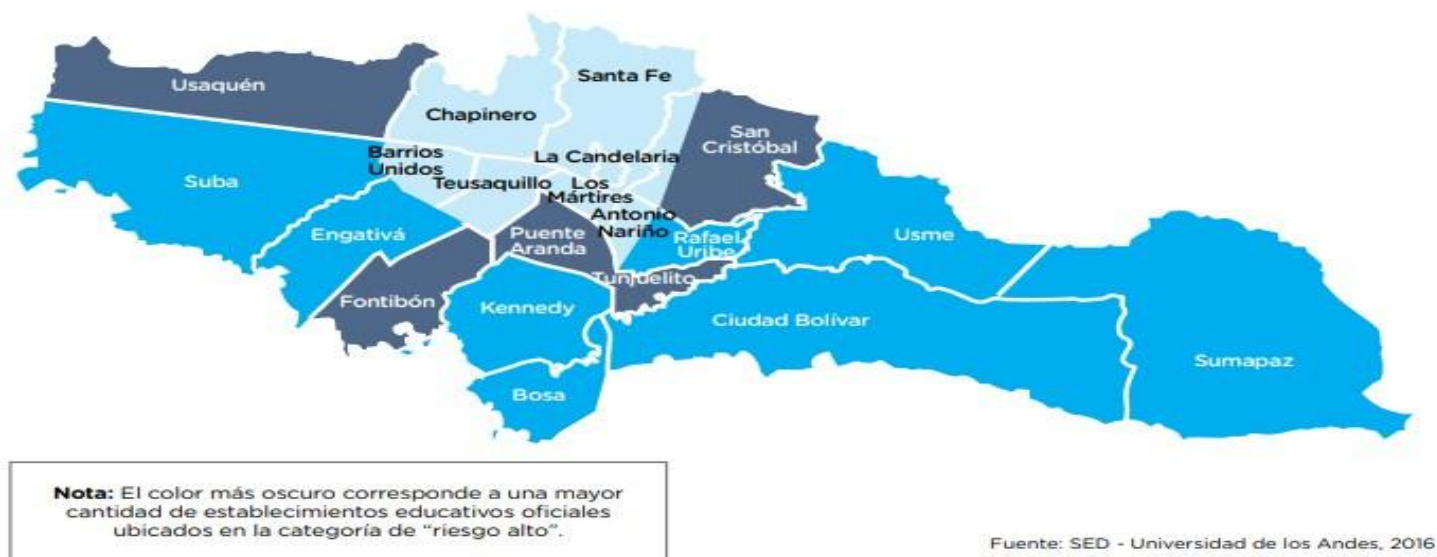 Usaquén
Santa Fe
Chapinero
San
Cristóbal
Barrios
Unidos
La Candelaria
Suba
Teusaquillo
Los
Mártires
Antonio
Nariño
Engativá
Puente
Aranda
Rafael
Uribe
Usme
Tunjuelito
Fontibón
Kennedy
Ciudad Bolívar
Sumapaz
Bosa
Nota: El color más oscuro corresponde a una mayor
cantidad de establecimientos educativos oficiales
ubicados en la categoría de “riesgo alto”.
Fuente: SED - Universidad de los Andes, 2016